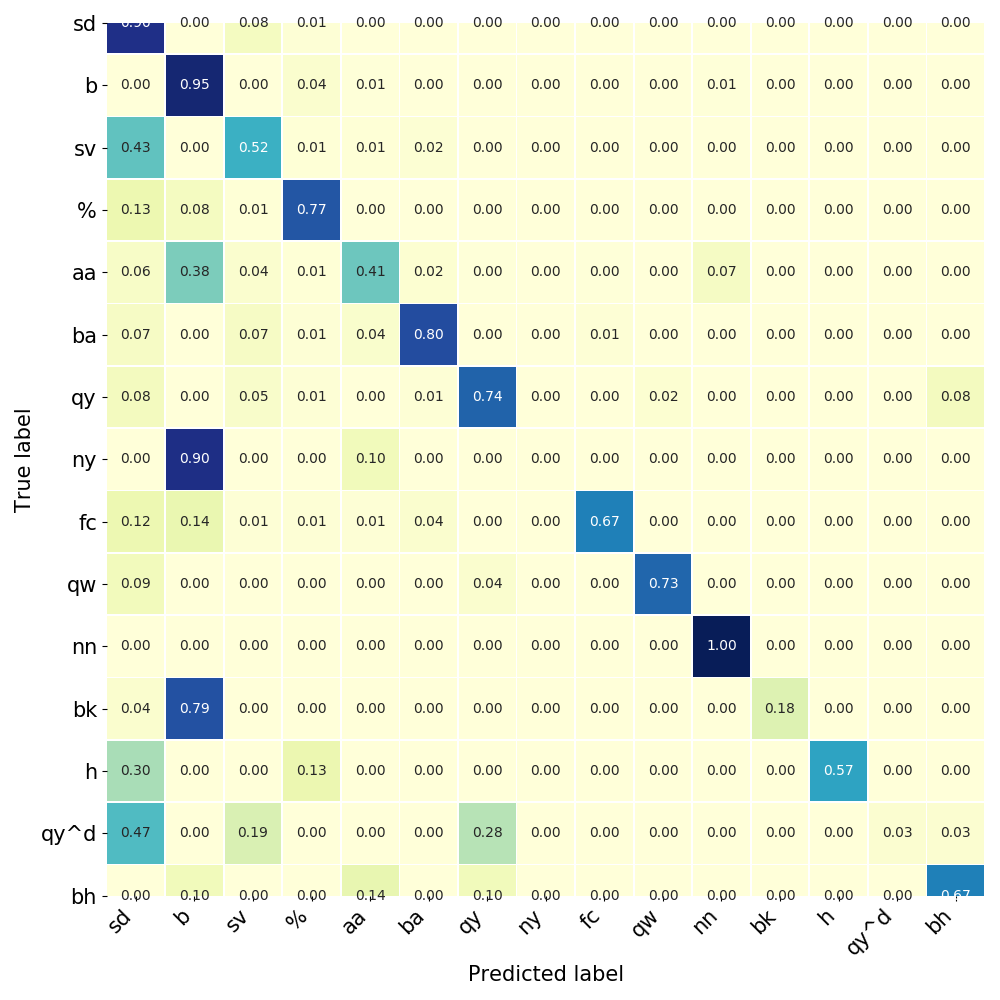 sd 0.90 0.00 0.08 0.01 0.00 0.00 0.00 0.00 0.00 0.00 0.00 0.00 0.00 0.00 0.00
b 0.00 0.95 0.00 0.04 0.01 0.00 0.00 0.00 0.00 0.00 0.01 0.00 0.00 0.00 0.00
sv 0.43 0.00 0.52 0.01 0.01 0.02 0.00 0.00 0.00 0.00 0.00 0.00 0.00 0.00 0.00
% 0.13 0.08 0.01 0.77 0.00 0.00 0.00 0.00 0.00 0.00 0.00 0.00 0.00 0.00 0.00
aa 0.06 0.38 0.04 0.01 0.41 0.02 0.00 0.00 0.00 0.00 0.07 0.00 0.00 0.00 0.00
ba 0.07 0.00 0.07 0.01 0.04 0.80 0.00 0.00 0.01 0.00 0.00 0.00 0.00 0.00 0.00
qy 0.08 0.00 0.05 0.01 0.00 0.01 0.74 0.00 0.00 0.02 0.00 0.00 0.00 0.00 0.08
ny 0.00 0.90 0.00 0.00 0.10 0.00 0.00 0.00 0.00 0.00 0.00 0.00 0.00 0.00 0.00
fc 0.12 0.14 0.01 0.01 0.01 0.04 0.00 0.00 0.67 0.00 0.00 0.00 0.00 0.00 0.00
qw 0.09 0.00 0.00 0.00 0.00 0.00 0.04 0.00 0.00 0.73 0.00 0.00 0.00 0.00 0.00
nn 0.00 0.00 0.00 0.00 0.00 0.00 0.00 0.00 0.00 0.00 1.00 0.00 0.00 0.00 0.00
bk 0.04 0.79 0.00 0.00 0.00 0.00 0.00 0.00 0.00 0.00 0.00 0.18 0.00 0.00 0.00
h 0.30 0.00 0.00 0.13 0.00 0.00 0.00 0.00 0.00 0.00 0.00 0.00 0.57 0.00 0.00
qy^d 0.47 0.00 0.19 0.00 0.00 0.00 0.28 0.00 0.00 0.00 0.00 0.00 0.00 0.03 0.03
bh 0.00 0.10 0.00 0.00 0.14 0.00 0.10 0.00 0.00 0.00 0.00 0.00 0.00 0.00 0.67
sd b sv % aa ba qy ny fc qw nn bk h qy^d bh
Predicted label
True label